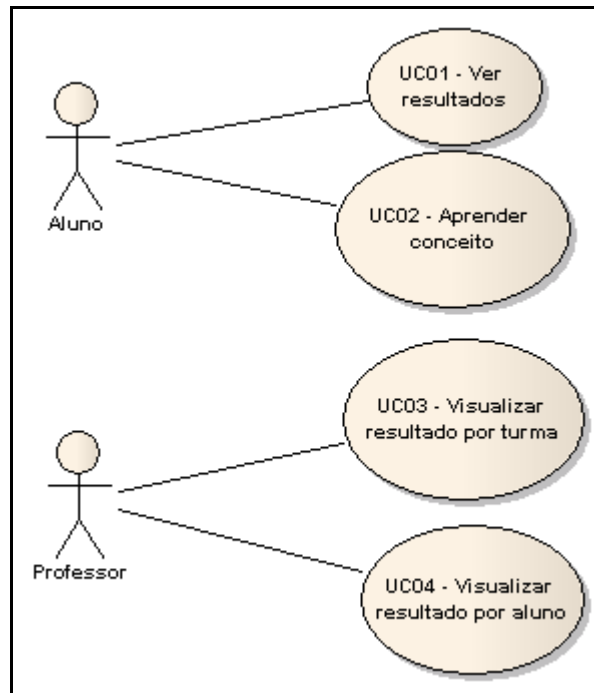 UC01 - Ver
resultados
UC02 - Aprender
conceito
Aluno
UC03 - Visualizar
resultado por turma
Professor
UC04 - Visualizar
resultado por aluno